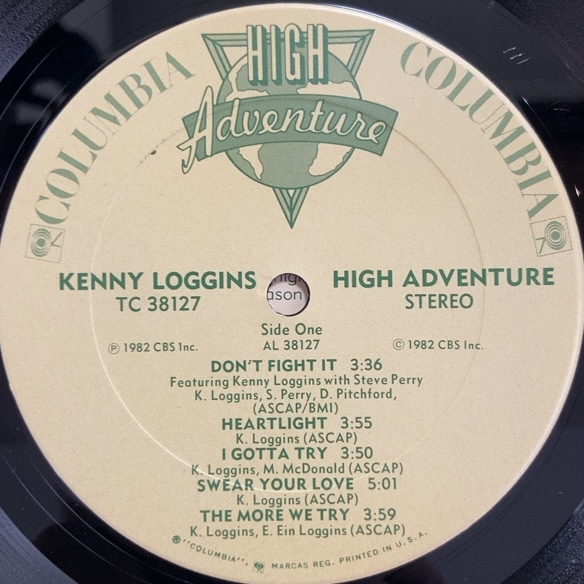 COLUMBIA
HIGH
Adventure
COLUMBIA
KENNY LOGGINS
TC 38127
HIGH ADVENTURE
STEREO
Side One
AL 38127
℗ 1982 CBS Inc.
© 1982 CBS Inc.
DON'T FIGHT IT 3:36
Featuring Kenny Loggins with Steve Perry
K. Loggins, S. Perry, D. Pitchford,
(ASCAP/BMI)
HEARTLIGHT 3:55
K. Loggins (ASCAP)
I GOTTA TRY 3:50
K. Loggins, M. McDonald (ASCAP)
SWEAR YOUR LOVE 5:01
K. Loggins (ASCAP)
THE MORE WE TRY 3:59
K. Loggins, E. Ein Loggins (ASCAP)
"COLUMBIA", MARCAS REG. PRINTED IN U.S.A.